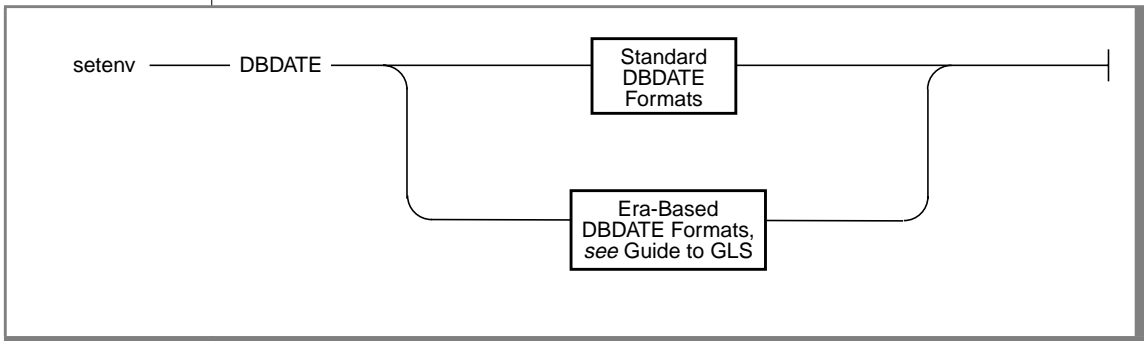 setenv DBDATE
Standard
DBDATE
Formats
Era-Based
DBDATE Formats,
see Guide to GLS